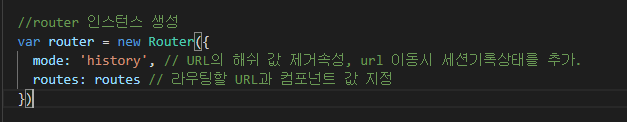 //router 인스턴스 생성
var router = new Router({
  mode: 'history', // URL의 해쉬 값 제거속성, url 이동시 세션기록상태를 추가.
  routes: routes // 라우팅할 URL과 컴포넌트 값 지정
})